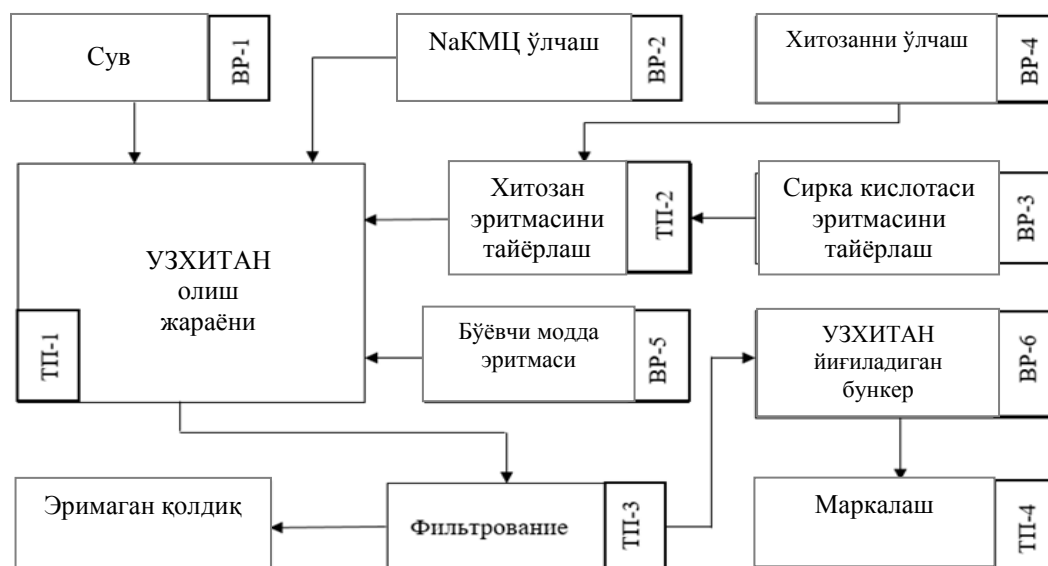 Сув
ВР-1
NaКМЦ ўлчаш
ВР-2
Хитозанни ўлчаш
ВР-4
УЗХИТАН
олиш
жараёни
ТП-1
Хитозан
эритмасини
тайёрлаш
ТП-2
Сирка кислотаси
эритмасини
тайёрлаш
ВР-3
Бўёвчи модда
эритмаси
ВР-5
УЗХИТАН
йиғиладиган
бункер
ВР-6
Эримаган қолдиқ
Фильтрование
ТП-3
Маркалаш
ТП-4